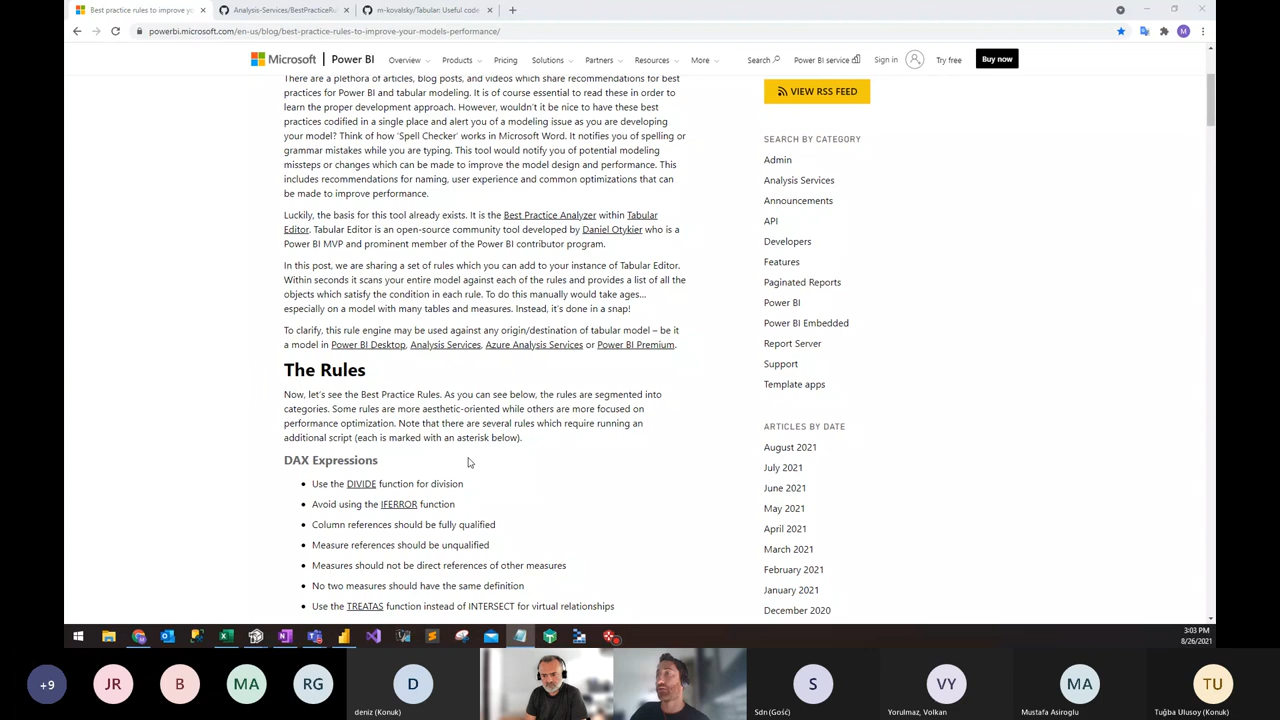 Best practice rules to improve yo
Analysis-Services/BestPracticeRu
m-kovalsky/Tabular: Useful code
powerbi.microsoft.com/en-us/blog/best-practice-rules-to-improve-your-models-performance/
M
Microsoft
Power BI
Overview
Products
Pricing
Solutions
Partners
Resources
More
Search
Power BI service
Sign in
Try free
Buy now
There are a plethora of articles, blog posts, and videos which share recommendations for best
practices for Power BI and tabular modeling. It is of course essential to read these in order to
learn the proper development approach. However, wouldn't it be nice to have these best
practices codified in a single place and alert you of a modeling issue as you are developing
your model? Think of how 'Spell Checker' works in Microsoft Word. It notifies you of spelling or
grammar mistakes while you are typing. This tool would notify you of potential modeling
missteps or changes which can be made to improve the model design and performance. This
includes recommendations for naming, user experience and common optimizations that can
be made to improve performance.
Luckily, the basis for this tool already exists. It is the Best Practice Analyzer within Tabular
Editor. Tabular Editor is an open-source community tool developed by Daniel Otykier who is a
Power BI MVP and prominent member of the Power BI contributor program.
In this post, we are sharing a set of rules which you can add to your instance of Tabular Editor.
Within seconds it scans your entire model against each of the rules and provides a list of all the
objects which satisfy the condition in each rule. To do this manually would take ages...
especially on a model with many tables and measures. Instead, it's done in a snap!
To clarify, this rule engine may be used against any origin/destination of tabular model – be it
a model in Power BI Desktop, Analysis Services, Azure Analysis Services or Power BI Premium.
The Rules
Now, let's see the Best Practice Rules. As you can see below, the rules are segmented into
categories. Some rules are more aesthetic-oriented while others are more focused on
performance optimization. Note that there are several rules which require running an
additional script (each is marked with an asterisk below).
DAX Expressions
Use the DIVIDE function for division
Avoid using the IFERROR function
Column references should be fully qualified
Measure references should be unqualified
Measures should not be direct references of other measures
No two measures should have the same definition
Use the TREATAS function instead of INTERSECT for virtual relationships
VIEW RSS FEED
SEARCH BY CATEGORY
Admin
Analysis Services
Announcements
API
Developers
Features
Paginated Reports
Power BI
Power BI Embedded
Report Server
Support
Template apps
ARTICLES BY DATE
August 2021
July 2021
June 2021
May 2021
April 2021
March 2021
February 2021
January 2021
December 2020
3:03 PM
8/26/2021
+9
JR
B
MA
RG
D
deniz (Konuk)
S
Sdn (Gość)
VY
Yorulmaz, Volkan
MA
Mustafa Asiroglu
TU
Tuğba Ulusoy (Konuk)